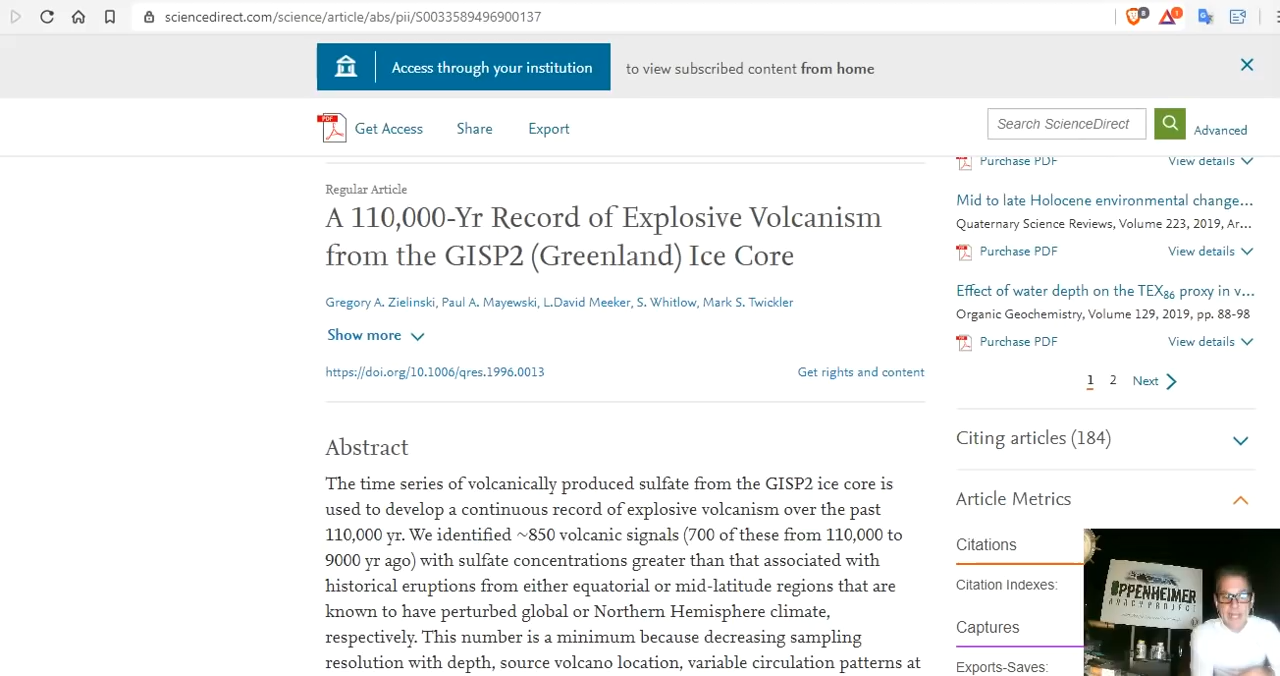 sciencedirect.com/science/article/abs/pii/S0033589496900137
Access through your institution
to view subscribed content from home
Get Access
Share
Export
Search ScienceDirect
Advanced
Regular Article
A 110,000-Yr Record of Explosive Volcanism
from the GISP2 (Greenland) Ice Core
Gregory A. Zielinski, Paul A. Mayewski, L.David Meeker, S. Whitlow, Mark S. Twickler
Show more
https://doi.org/10.1006/qres.1996.0013
Get rights and content
Abstract
The time series of volcanically produced sulfate from the GISP2 ice core is
used to develop a continuous record of explosive volcanism over the past
110,000 yr. We identified ~850 volcanic signals (700 of these from 110,000 to
9000 yr ago) with sulfate concentrations greater than that associated with
historical eruptions from either equatorial or mid-latitude regions that are
known to have perturbed global or Northern Hemisphere climate,
respectively. This number is a minimum because decreasing sampling
resolution with depth, source volcano location, variable circulation patterns at
Purchase PDF
View details
Mid to late Holocene environmental change...
Quaternary Science Reviews, Volume 223, 2019, Ar...
Purchase PDF
View details
Effect of water depth on the TEX86 proxy in v...
Organic Geochemistry, Volume 129, 2019, pp. 88-98
Purchase PDF
View details
1 2 Next
Citing articles (184)
Article Metrics
Citations
Citation Indexes:
Captures
Exports-Saves:
OPPENHEIMER
RANCH PROJECT